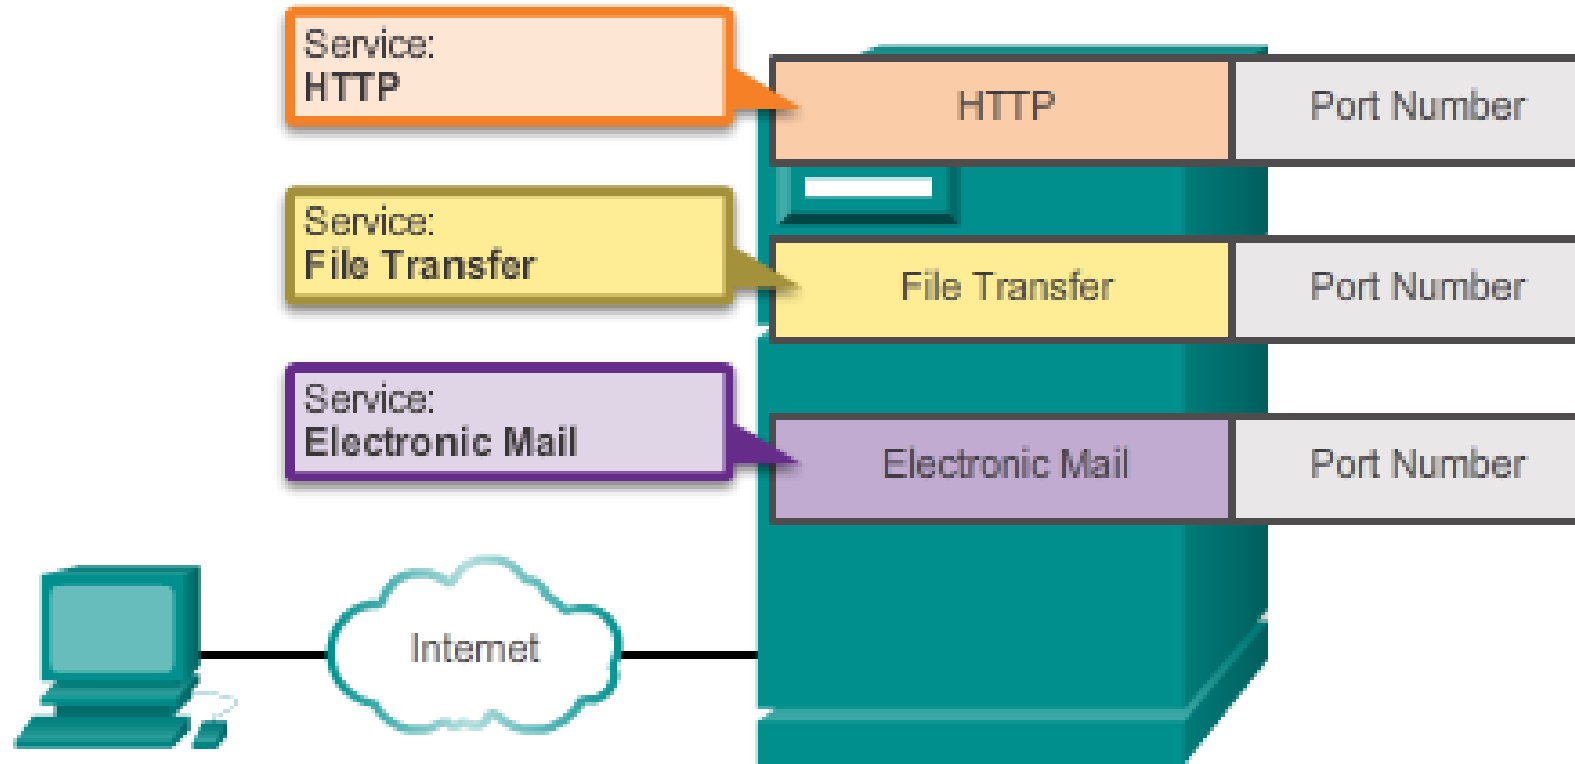 Service:
HTTP
HTTP
Port Number
Service:
File Transfer
File Transfer
Port Number
Service:
Electronic Mail
Electronic Mail
Port Number
Internet